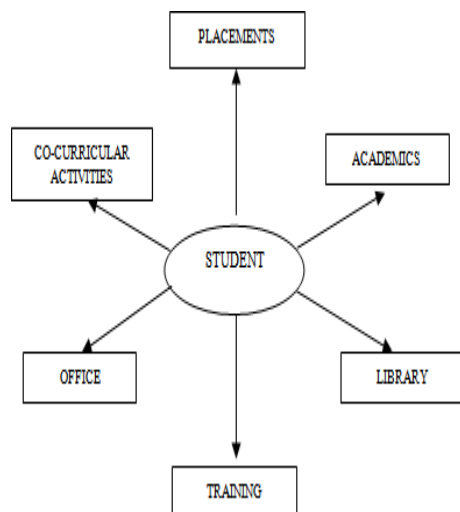 PLACEMENTS
CO-CURRICULAR
ACTIVITIES
ACADEMICS
STUDENT
OFFICE
LIBRARY
TRAINING